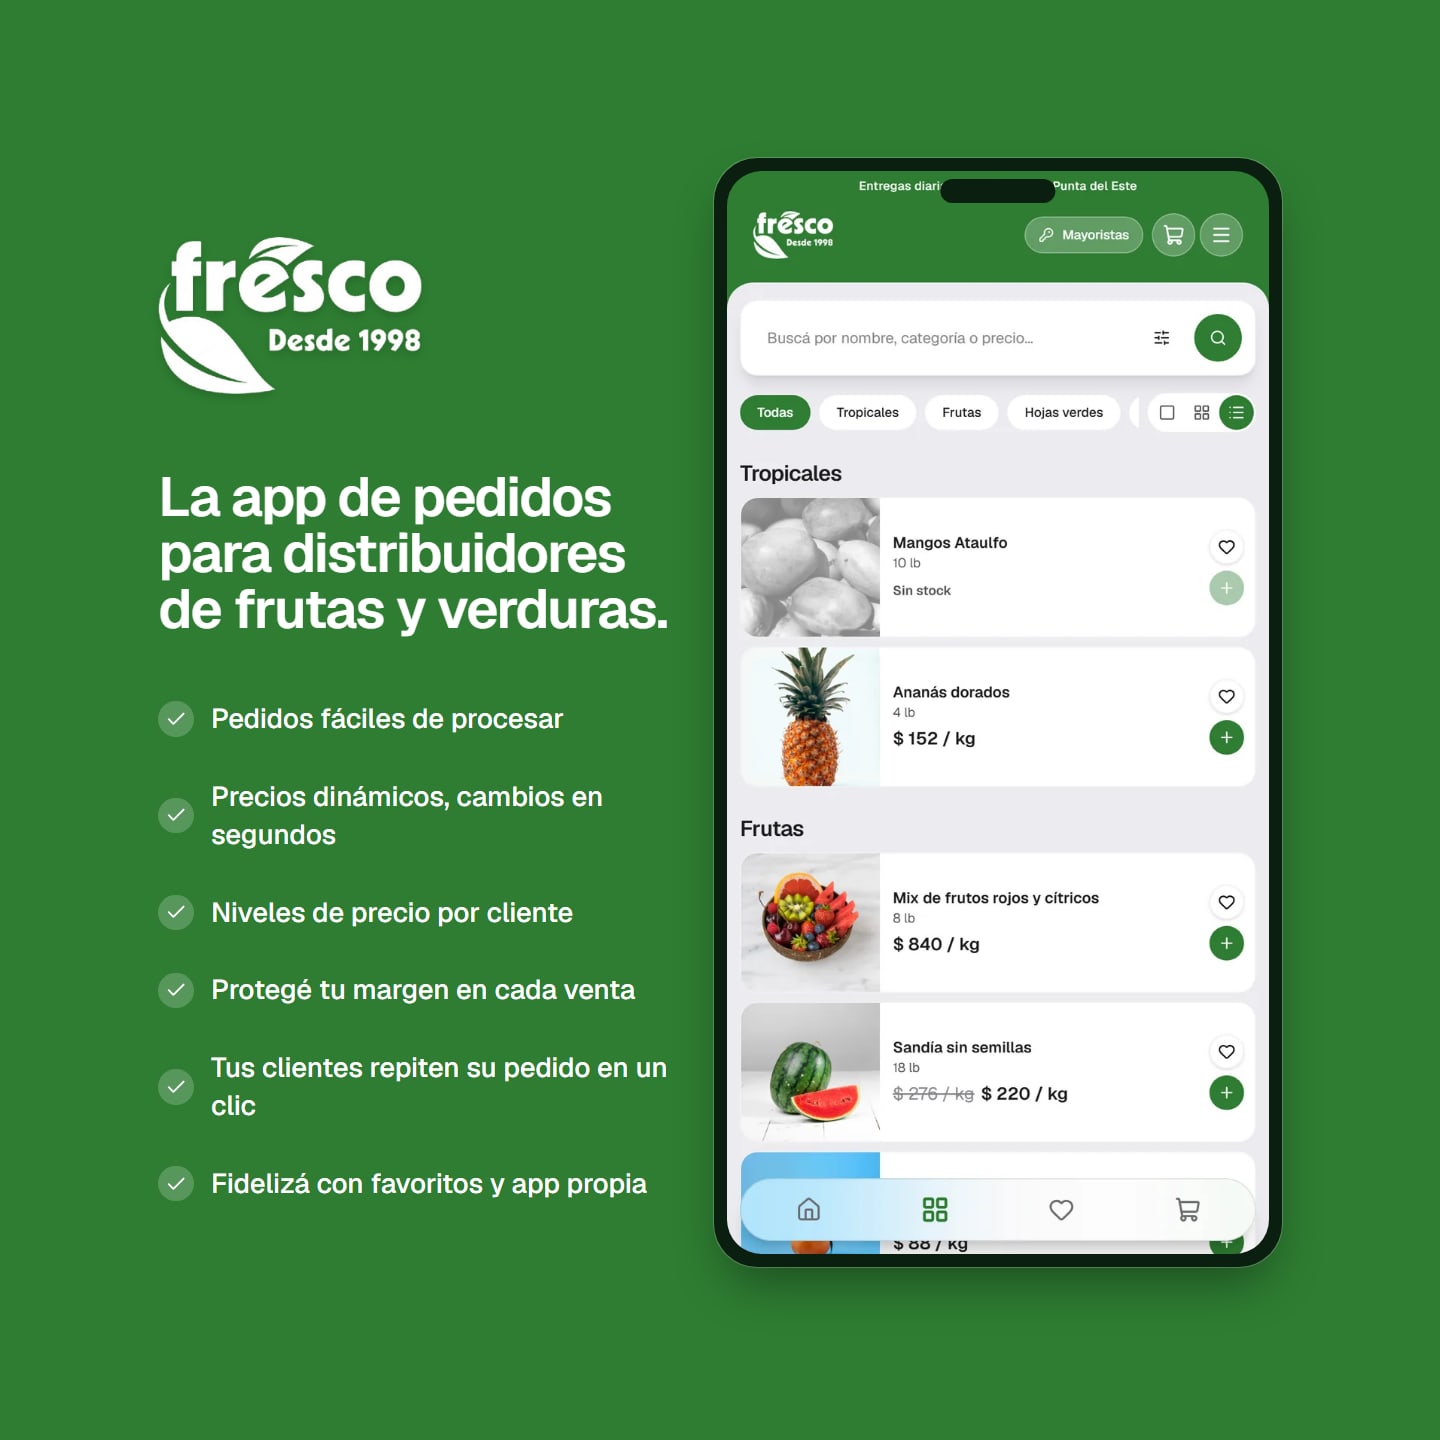 fresco
Desde 1998
La app de pedidos
para distribuidores
de frutas y verduras.
Pedidos fáciles de procesar
Precios dinámicos, cambios en
segundos
Niveles de precio por cliente
Protegé tu margen en cada venta
Tus clientes repiten su pedido en un
clic
Fidelizá con favoritos y app propia
Entregas Punta del Este
fresco
Desde 1998
Mayoristas
Buscá por nombre, categoría o precio...
Todas Tropicales Frutas Hojas verdes
Tropicales
Mangos Ataulfo
10 lb
Sin stock
Ananás dorados
4 lb
$ 152 / kg
Frutas
Mix de frutos rojos y cítricos
8 lb
$ 840 / kg
Sandía sin semillas
18 lb
$ 276 / kg $ 220 / kg
$ 88 / kg